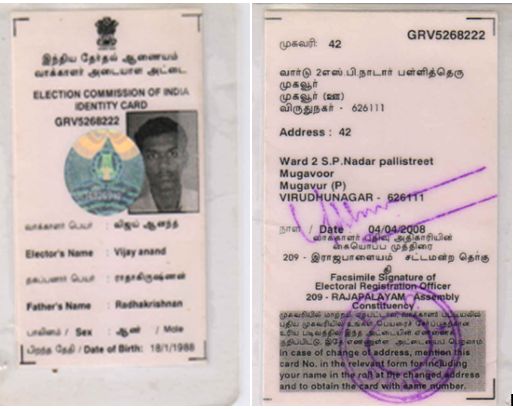 இந்திய தேர்தல் ஆணையம்
வாக்காளர் அடையாள அட்டை
ELECTION COMMISSION OF INDIA
IDENTITY CARD
GRV5268222
வாக்காளர் பெயர் : விஜய் ஆனந்த்
Elector's Name : Vijay anand
தகப்பனார் பெயர் : ராதாகிருஷ்ணன்
Father's Name : Radhakrishnan
பாலினம் / Sex : ஆண் / Male
பிறந்த தேதி / Date of Birth: 18/1/1988
GRV5268222
முகவரி: 42
வார்டு 2எஸ்.பி.நாடார் பள்ளித்தெரு
முகவூர்
முகவூர் (ஊ)
விருதுநகர் - 626111
Address : 42
Ward 2 S.P.Nadar pallistreet
Mugavoor
Mugavur (P)
VIRUDHUNAGAR - 626111
நாள் / Date 04/04/2008
வாக்காளர் பதிவு அதிகாரியின்
கையொப்ப முத்திரை
209 - இராஜபாளையம் சட்டமன்ற தொகு
தி
Facsimile Signature of
Electoral Registration Officer
209 - RAJAPALAYAM Assembly
Constituency
In case of change of address, mention this
card No. in the relevant form for including
your name in the roll at the changed address
and to obtain the card with same number.